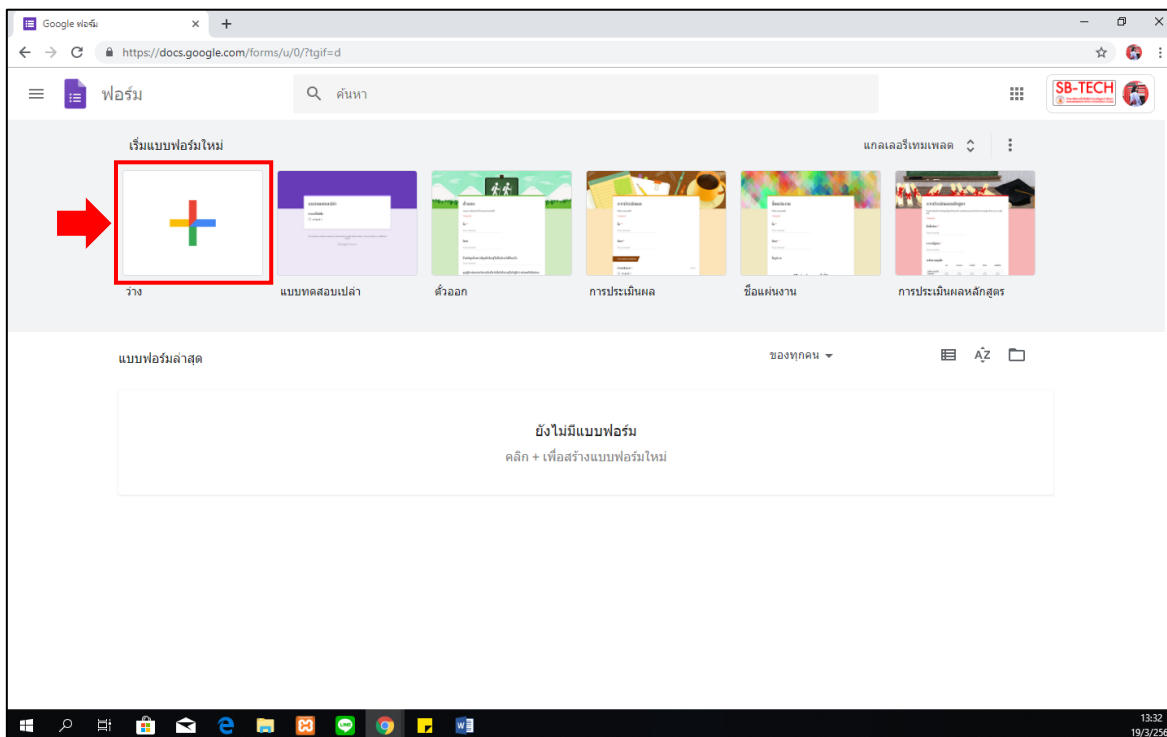 Google ฟอร์ม
https://docs.google.com/forms/u/0/?tgif=d
ฟอร์ม
ค้นหา
SB-TECH
เริ่มแบบฟอร์มใหม่
แกลเลอรีเทมเพลต
ว่าง
แบบทดสอบเปล่า
ตั๋วออก
การประเมินผล
ชื่อแผ่นงาน
การประเมินผลหลักสูตร
แบบฟอร์มล่าสุด
ของทุกคน
AZ
ยังไม่มีแบบฟอร์ม
คลิก + เพื่อสร้างแบบฟอร์มใหม่
13:32
19/3/256